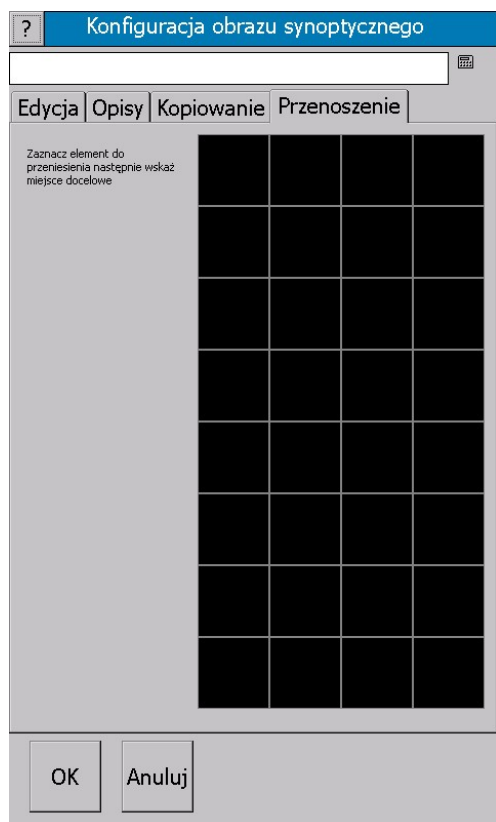 ? Konfiguracja obrazu synoptycznego
Edycja Opisy Kopiowanie Przenoszenie
Zaznacz element do
przeniesienia następnie wskaż
miejsce docelowe
OK Anuluj